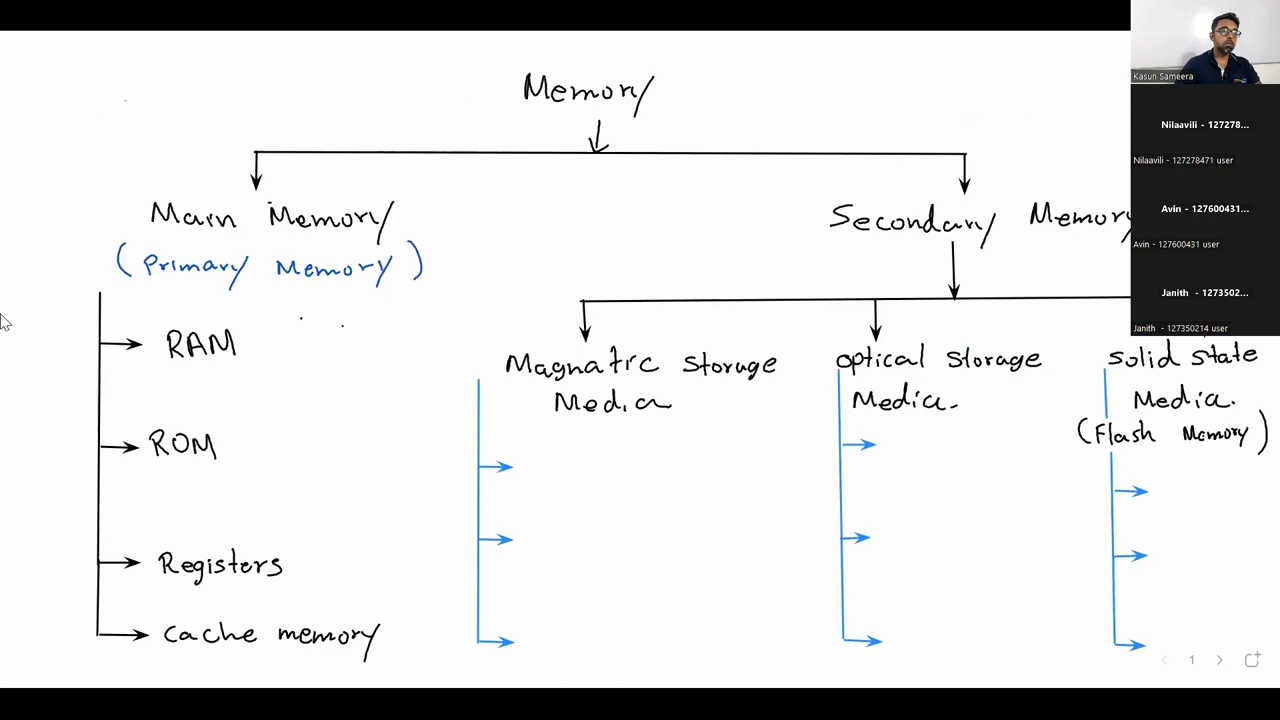 Memory
Main Memory
(Primary Memory)
RAM
ROM
Registers
Cache memory
Secondary Memory
Magnatic Storage
Media
optical Storage
Media.
Solid State
Media.
(Flash Memory)
Kasun Sameera
Nilaavili - 127278...
Nilaavili - 127278471 user
Avin - 127600431...
Avin - 127600431 user
Janith - 1273502...
Janith - 127350214 user
1